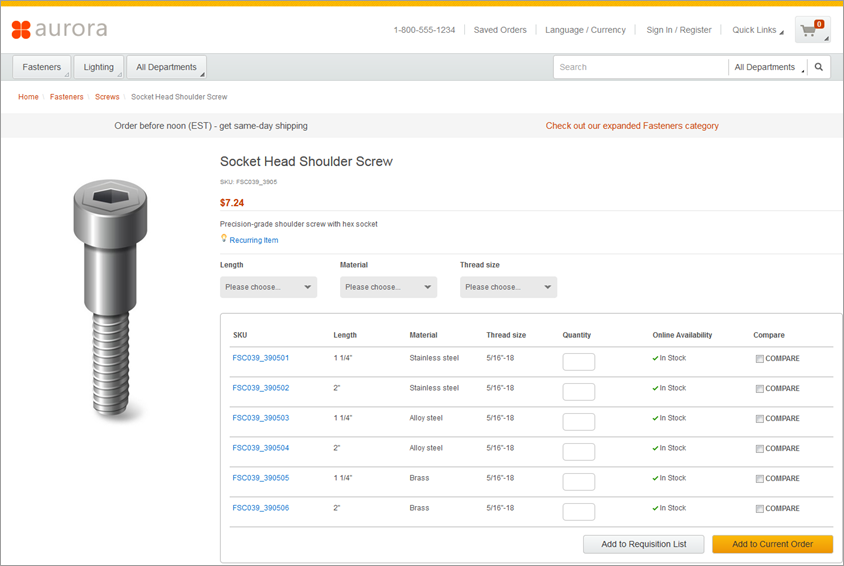 aurora
1-800-555-1234 Saved Orders Language / Currency Sign In / Register Quick Links 0
Fasteners Lighting All Departments Search All Departments
Home Fasteners Screws Socket Head Shoulder Screw
Order before noon (EST) - get same-day shipping Check out our expanded Fasteners category
Socket Head Shoulder Screw
SKU: FSC039_3905
$7.24
Precision-grade shoulder screw with hex socket
Recurring Item
Length Material Thread size
Please choose... Please choose... Please choose...
SKU Length Material Thread size Quantity Online Availability Compare
FSC039_390501 1 1/4" Stainless steel 5/16"-18 In Stock COMPARE
FSC039_390502 2" Stainless steel 5/16"-18 In Stock COMPARE
FSC039_390503 1 1/4" Alloy steel 5/16"-18 In Stock COMPARE
FSC039_390504 2" Alloy steel 5/16"-18 In Stock COMPARE
FSC039_390505 1 1/4" Brass 5/16"-18 In Stock COMPARE
FSC039_390506 2" Brass 5/16"-18 In Stock COMPARE
Add to Requisition List Add to Current Order